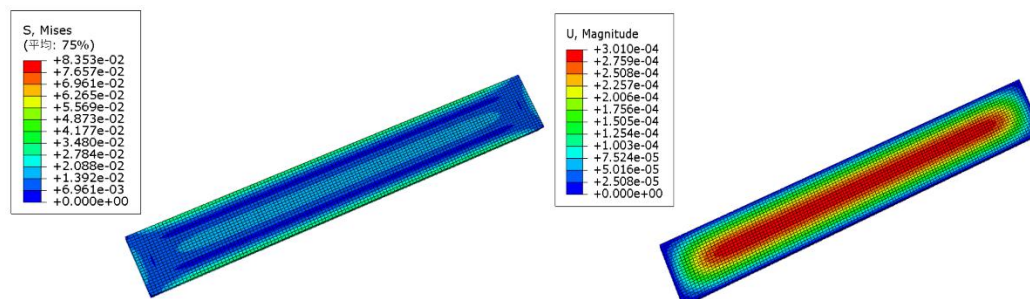 S, Mises
(平均: 75%)
+8.353e-02
+7.657e-02
+6.961e-02
+6.265e-02
+5.569e-02
+4.873e-02
+4.177e-02
+3.480e-02
+2.784e-02
+2.088e-02
+1.392e-02
+6.961e-03
+0.000e+00
U, Magnitude
+3.010e-04
+2.759e-04
+2.508e-04
+2.257e-04
+2.006e-04
+1.756e-04
+1.505e-04
+1.254e-04
+1.003e-04
+7.524e-05
+5.016e-05
+2.508e-05
+0.000e+00